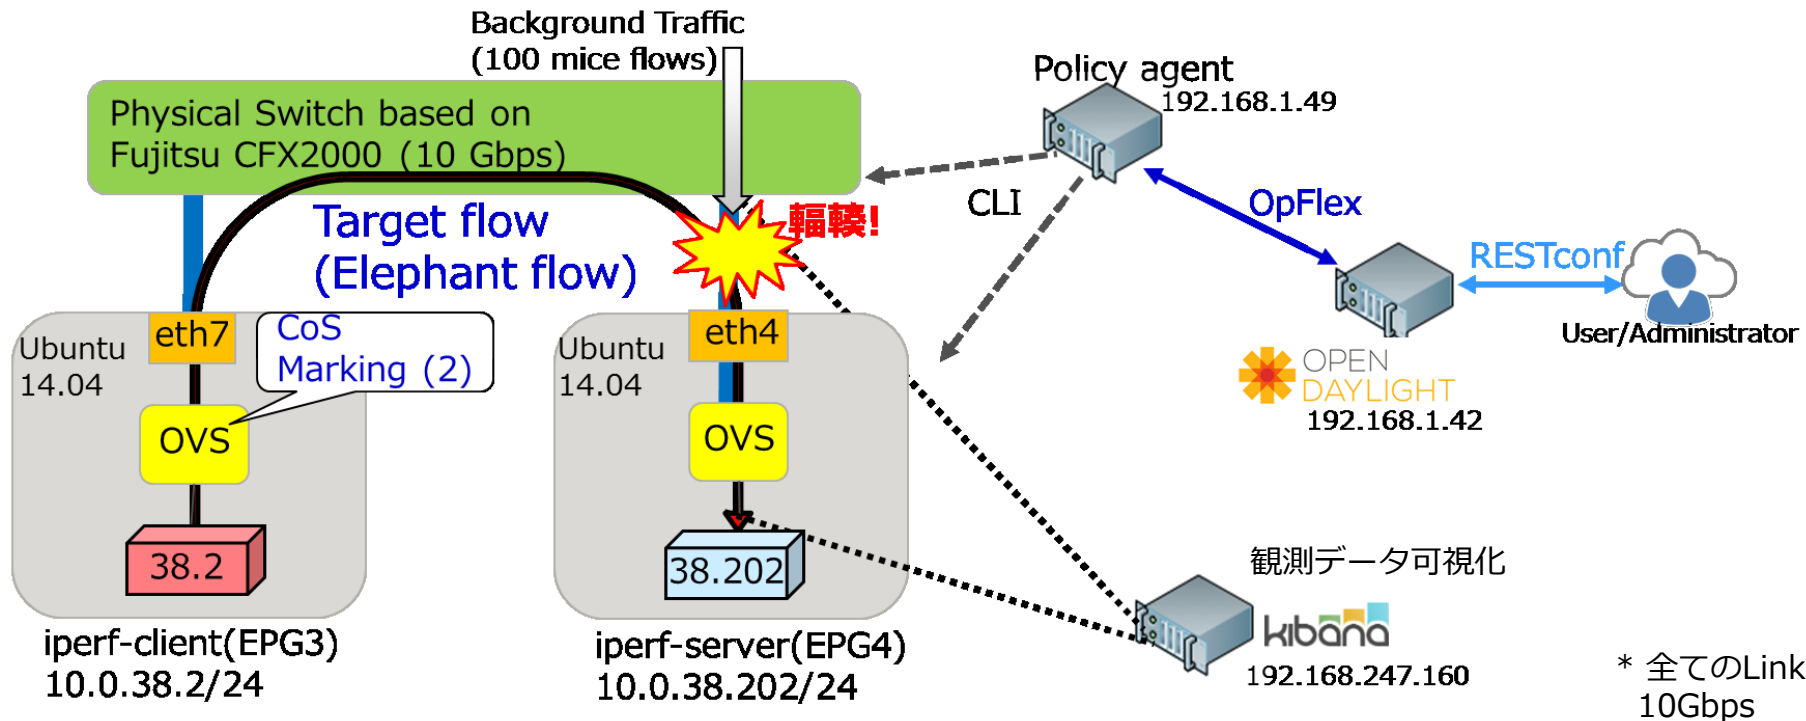 Background Traffic
(100 mice flows)
Physical Switch based on
Fujitsu CFX2000 (10 Gbps)
Policy agent
192.168.1.49
CLI
OpFlex
RESTconf
User/Administrator
OPEN
DAYLIGHT
192.168.1.42
Target flow
(Elephant flow)
輻輳!
Ubuntu
14.04
eth7
CoS
Marking (2)
OVS
38.2
iperf-client(EPG3)
10.0.38.2/24
Ubuntu
14.04
eth4
OVS
38.202
iperf-server(EPG4)
10.0.38.202/24
観測データ可視化
kibana
192.168.247.160
* 全てのLink
10Gbps